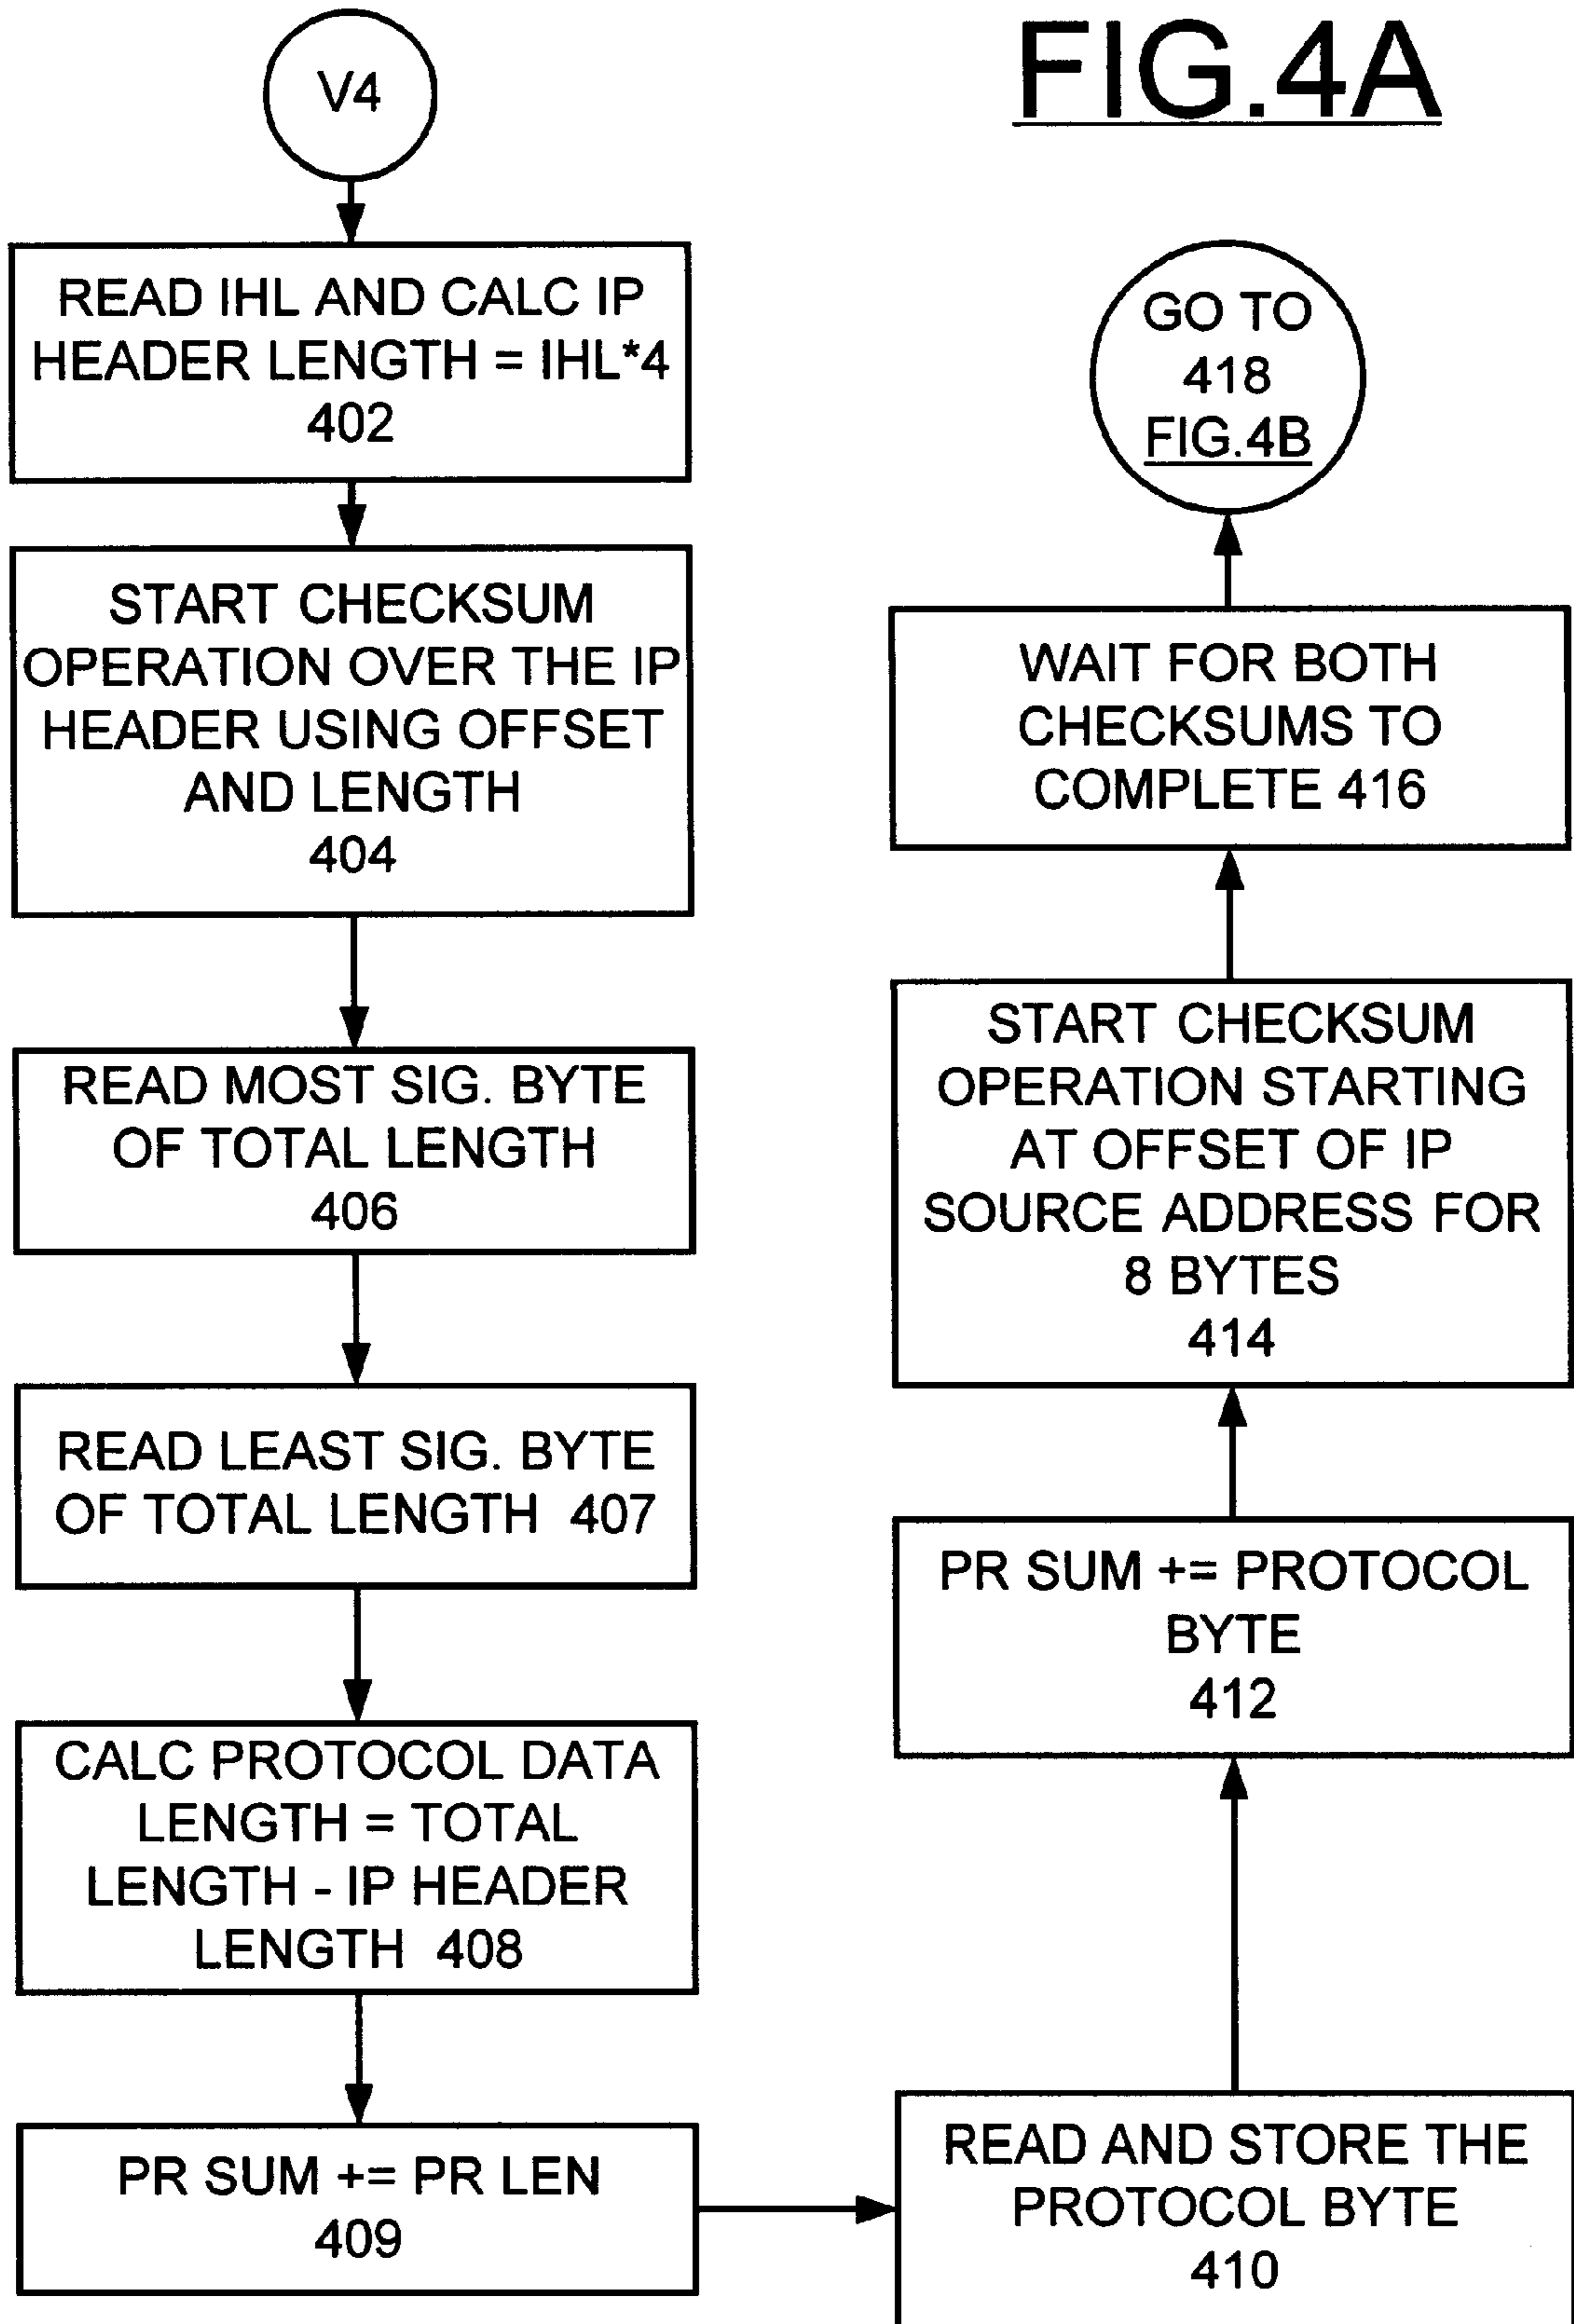 FIG.4A
V4
READ IHL AND CALC IP
HEADER LENGTH = IHL*4
402
START CHECKSUM
OPERATION OVER THE IP
HEADER USING OFFSET
AND LENGTH
404
READ MOST SIG. BYTE
OF TOTAL LENGTH
406
READ LEAST SIG. BYTE
OF TOTAL LENGTH 407
CALC PROTOCOL DATA
LENGTH = TOTAL
LENGTH - IP HEADER
LENGTH 408
PR SUM += PR LEN
409
READ AND STORE THE
PROTOCOL BYTE
410
PR SUM += PROTOCOL
BYTE
412
START CHECKSUM
OPERATION STARTING
AT OFFSET OF IP
SOURCE ADDRESS FOR
8 BYTES
414
WAIT FOR BOTH
CHECKSUMS TO
COMPLETE 416
GO TO
418
FIG.4B